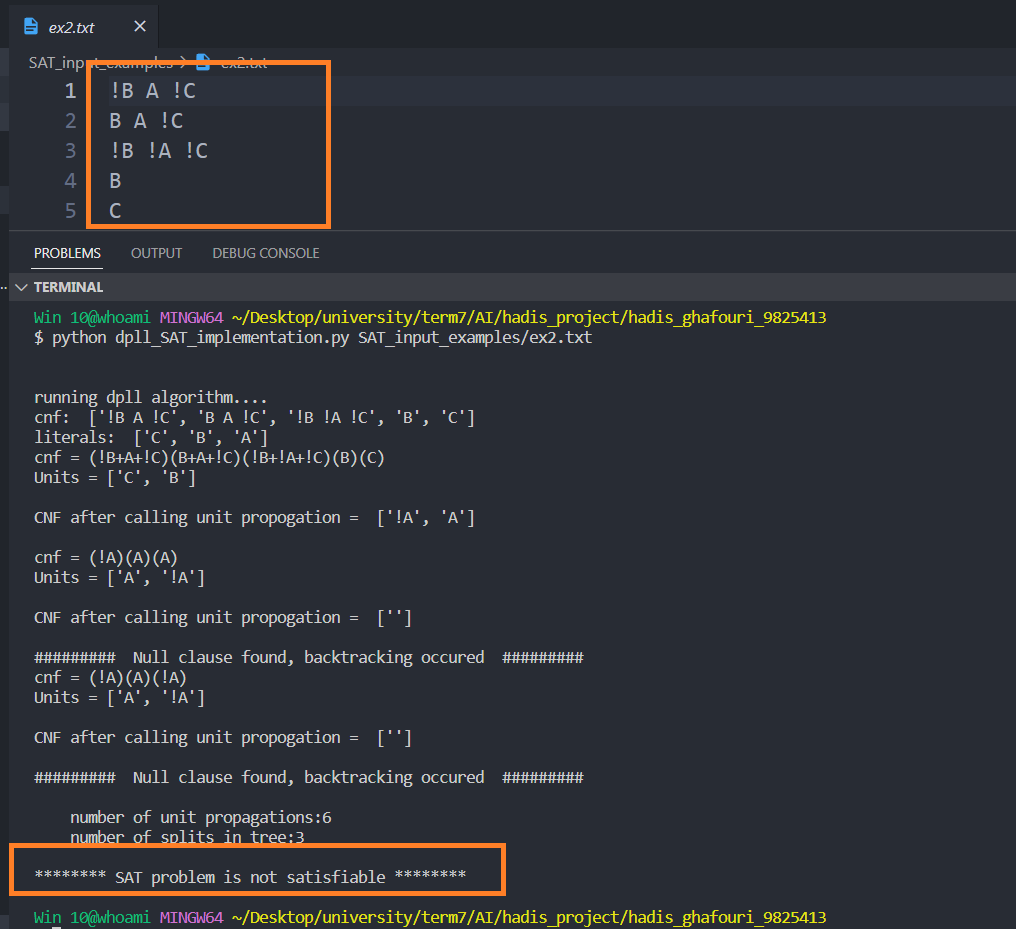 ex2.txt
SAT_input_examples > ex2.txt
1 !B A !C
2 B A !C
3 !B !A !C
4 B
5 C
PROBLEMS OUTPUT DEBUG CONSOLE
TERMINAL
Win 10@whoami MINGW64 ~/Desktop/university/term7/AI/hadis_project/hadis_ghafouri_9825413
$ python dpll_SAT_implementation.py SAT_input_examples/ex2.txt
running dpll algorithm....
cnf:  ['!B A !C', 'B A !C', '!B !A !C', 'B', 'C']
literals:  ['C', 'B', 'A']
cnf = (!B+A+!C)(B+A+!C)(!B+!A+!C)(B)(C)
Units = ['C', 'B']
CNF after calling unit propogation =  ['!A', 'A']
cnf = (!A)(A)(A)
Units = ['A', '!A']
CNF after calling unit propogation =  ['']
#########  Null clause found, backtracking occured  #########
cnf = (!A)(A)(!A)
Units = ['A', '!A']
CNF after calling unit propogation =  ['']
#########  Null clause found, backtracking occured  #########
number of unit propagations:6
number of splits in tree:3
******** SAT problem is not satisfiable ********
Win 10@whoami MINGW64 ~/Desktop/university/term7/AI/hadis_project/hadis_ghafouri_9825413